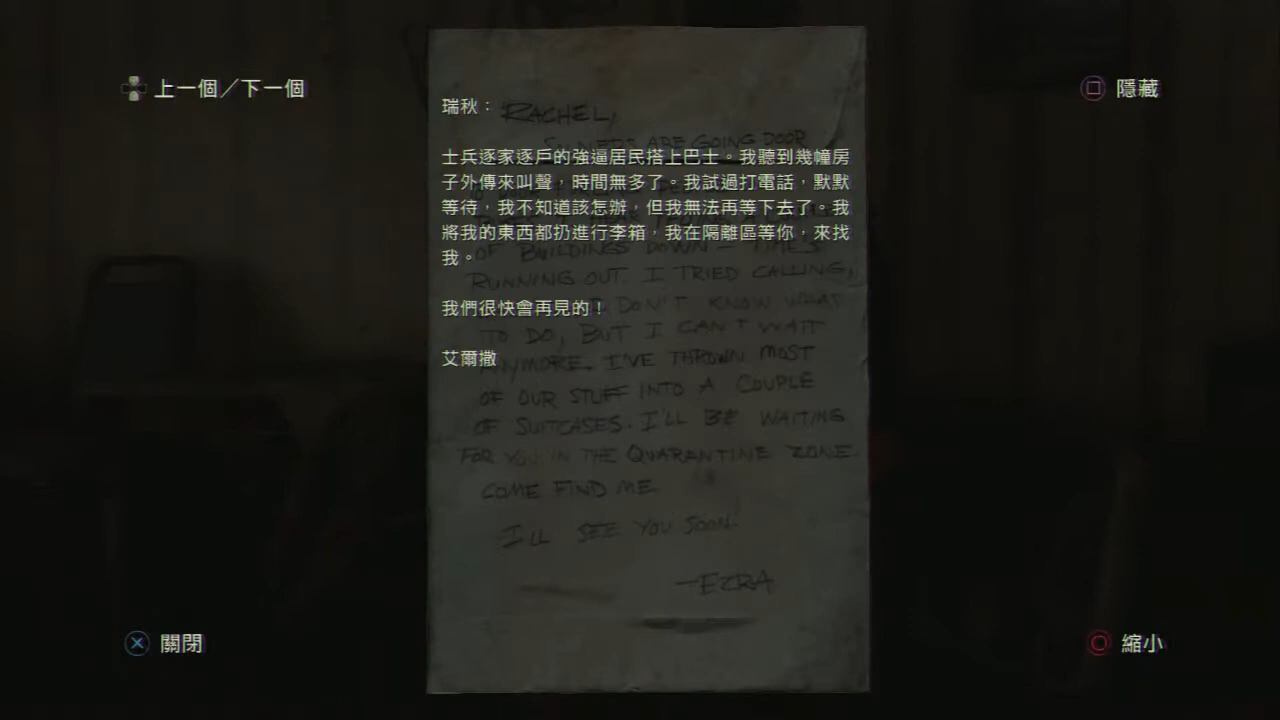 上一個／下一個
隱藏
瑞秋：
士兵逐家逐戶的強逼居民搭上巴士。我聽到幾幢房
子外傳來叫聲，時間無多了。我試過打電話，默默
等待，我不知道該怎辦，但我無法再等下去了。我
將我的東西都扔進行李箱，我在隔離區等你，來找
我。
我們很快會再見的！
艾爾撒
RACHEL,
ARE GOING DOOR
OF BUILDINGS DOWN - TIME'S
RUNNING OUT. I TRIED CALLING,
DON'T KNOW WHAT
TO DO, BUT I CAN'T WAIT
ANYMORE. I'VE THROWN MOST
OF OUR STUFF INTO A COUPLE
OF SUITCASES. I'LL BE WAITING
FOR YOU IN THE QUARANTINE ZONE.
COME FIND ME.
I'LL SEE YOU SOON.
-EZRA
關閉
縮小